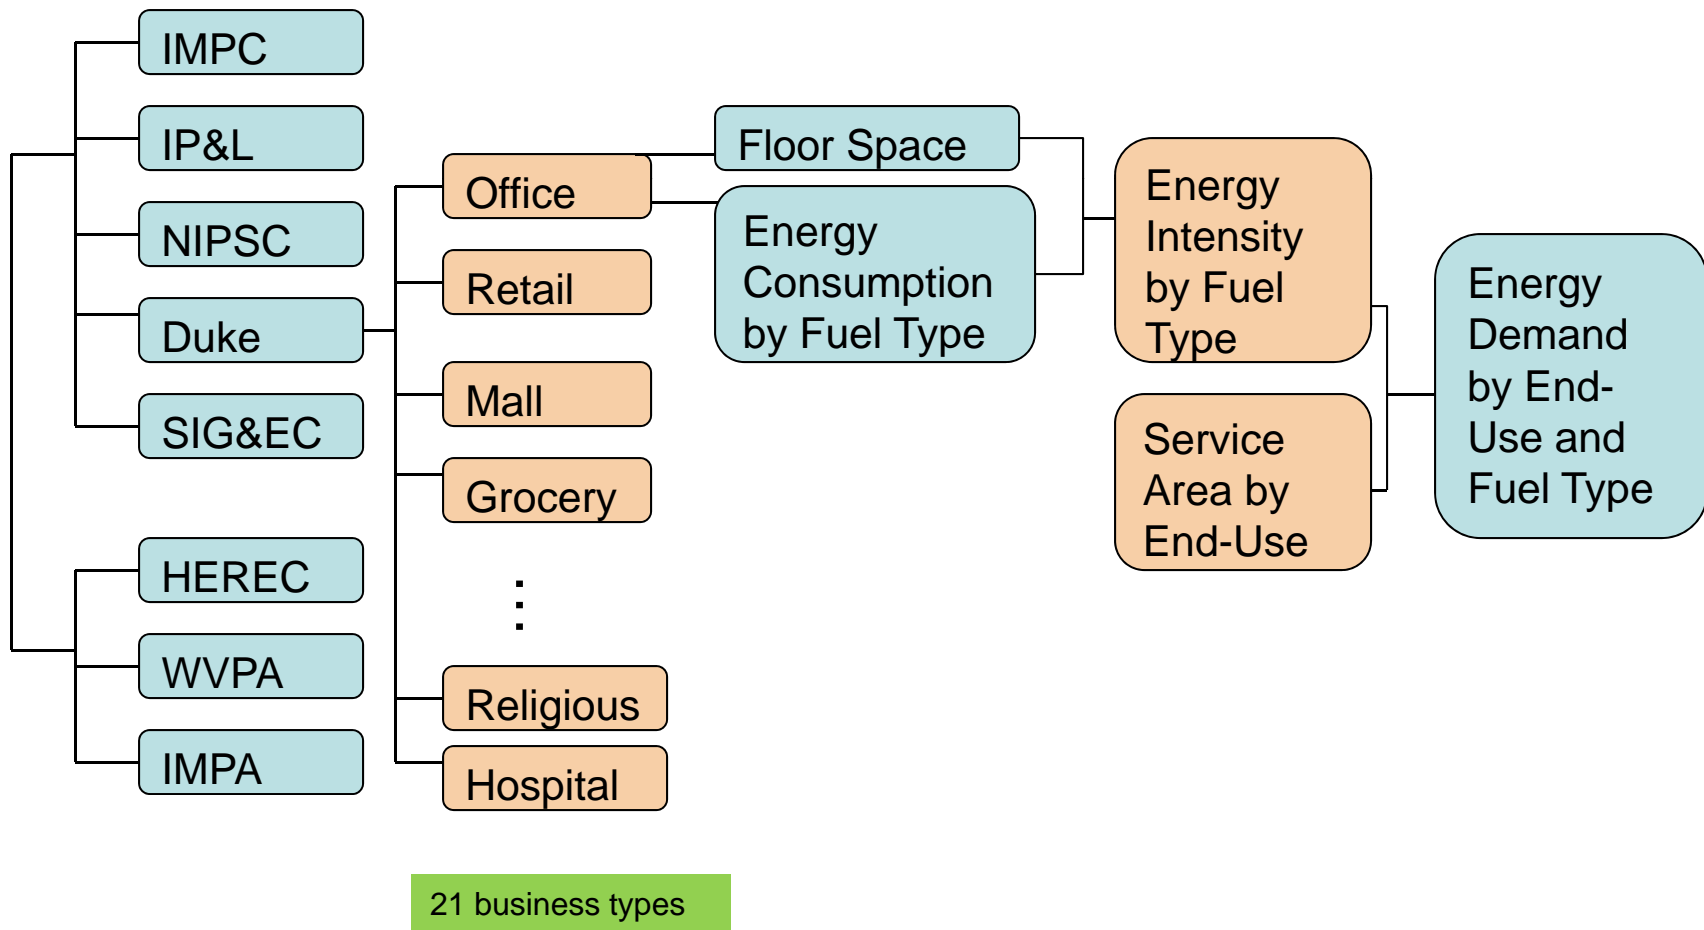 IMPC
IP&L
NIPSC
Duke
SIG&EC
HEREC
WVPA
IMPA
Office
Retail
Mall
Grocery
⋮
Religious
Hospital
21 business types
Floor Space
Energy
Consumption
by Fuel Type
Energy
Intensity
by Fuel
Type
Service
Area by
End-Use
Energy
Demand
by End-
Use and
Fuel Type